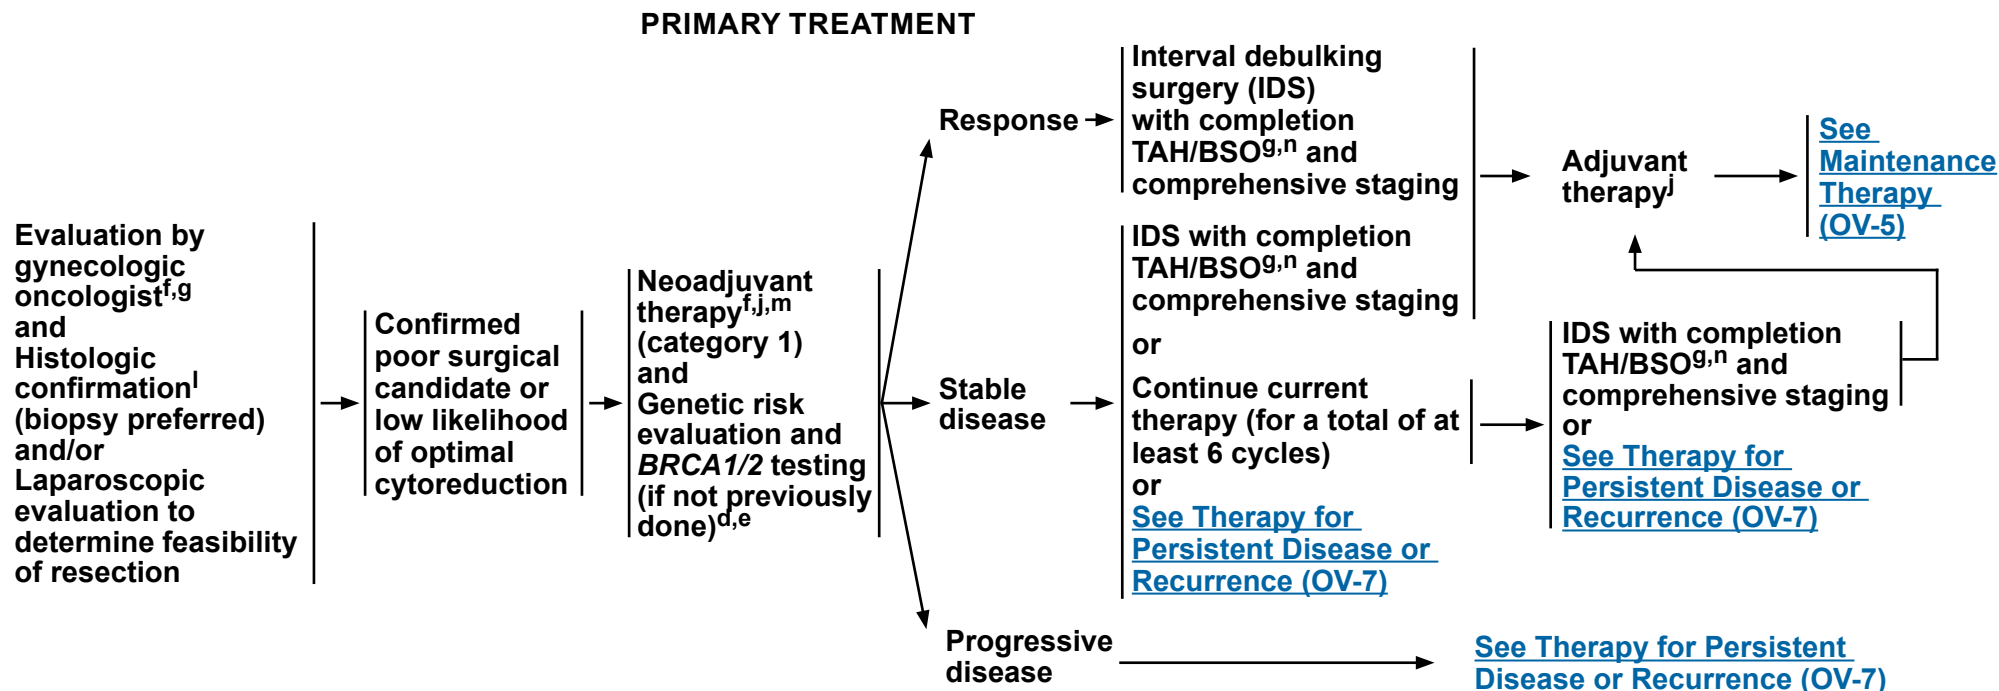 PRIMARY TREATMENT
Evaluation by
gynecologic
oncologistf,g
and
Histologic
confirmationl
(biopsy preferred)
and/or
Laparoscopic
evaluation to
determine feasibility
of resection
Confirmed
poor surgical
candidate or
low likelihood
of optimal
cytoreduction
Neoadjuvant
therapyf,j,m
(category 1)
and
Genetic risk
evaluation and
BRCA1/2 testing
(if not previously
done)d,e
Response
Interval debulking
surgery (IDS)
with completion
TAH/BSOg,n and
comprehensive staging
Stable
disease
IDS with completion
TAH/BSOg,n and
comprehensive staging
or
Continue current
therapy (for a total of at
least 6 cycles)
or
See Therapy for
Persistent Disease or
Recurrence (OV-7)
IDS with completion
TAH/BSOg,n and
comprehensive staging
or
See Therapy for
Persistent Disease or
Recurrence (OV-7)
Adjuvant
therapyj
See
Maintenance
Therapy
(OV-5)
Progressive
disease
See Therapy for Persistent
Disease or Recurrence (OV-7)